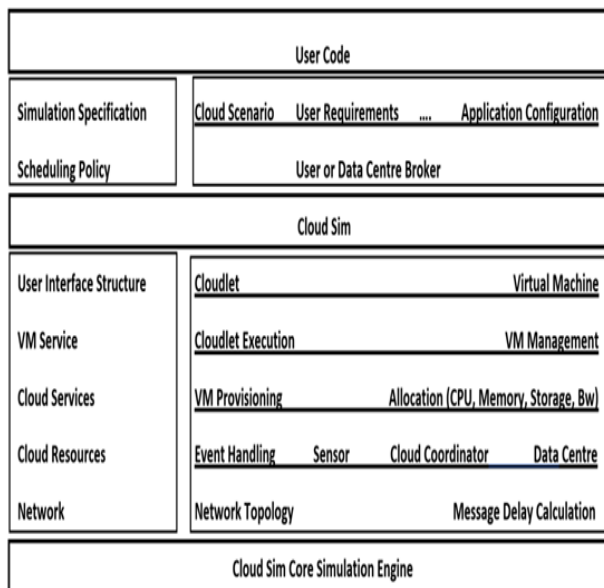 User Code
Simulation Specification
Cloud Scenario User Requirements .... Application Configuration
Scheduling Policy
User or Data Centre Broker
Cloud Sim
User Interface Structure
Cloudlet Virtual Machine
VM Service
Cloudlet Execution VM Management
Cloud Services
VM Provisioning Allocation (CPU, Memory, Storage, Bw)
Cloud Resources
Event Handling Sensor Cloud Coordinator Data Centre
Network
Network Topology Message Delay Calculation
Cloud Sim Core Simulation Engine